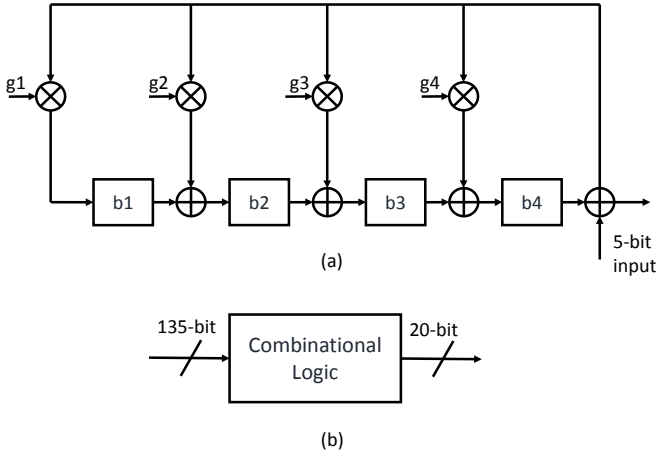 g1
g2
g3
g4
b1
b2
b3
b4
5-bit
input
(a)
135-bit
20-bit
Combinational
Logic
(b)